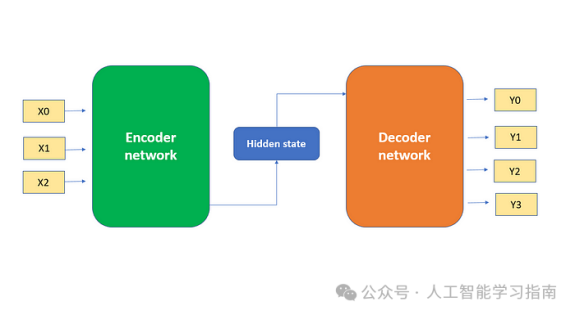 X0
X1
X2
Encoder
network
Hidden state
Decoder
network
Y0
Y1
Y2
Y3
公众号 · 人工智能学习指南